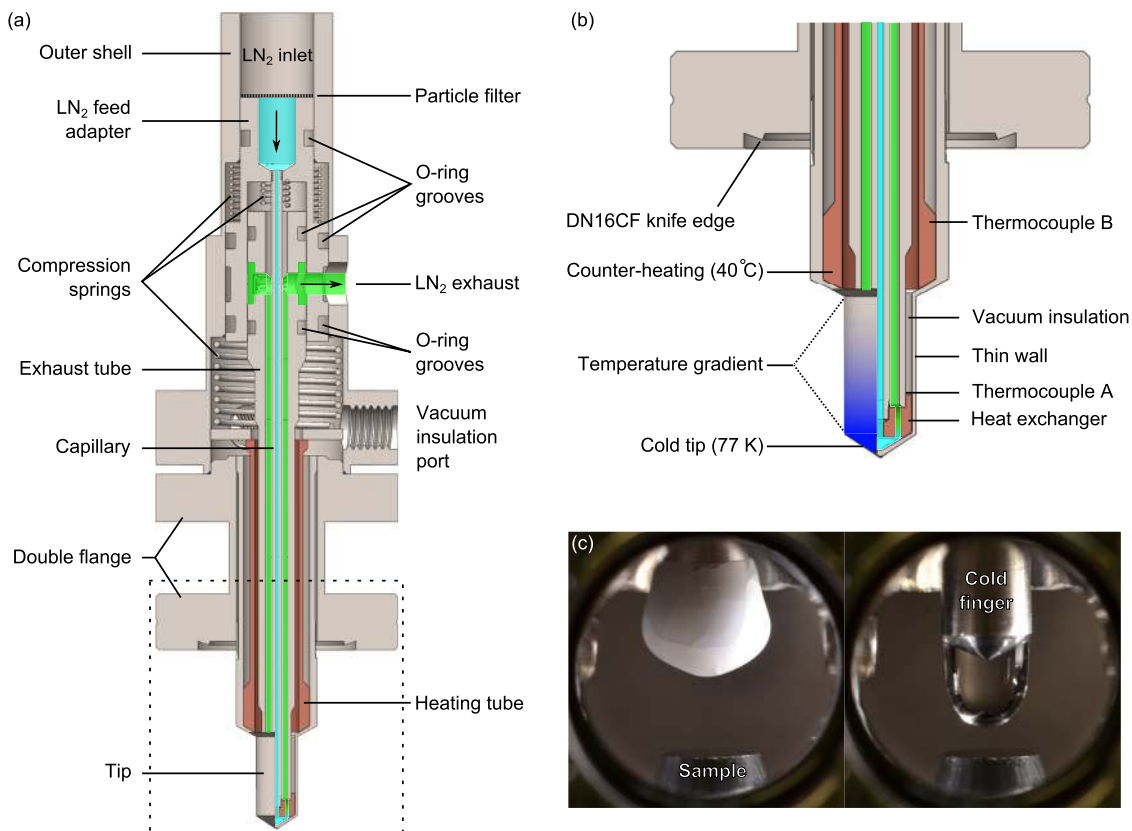 (a)
Outer shell
LN₂ inlet
LN₂ feed
adapter
Particle filter
O-ring
grooves
Compression
springs
LN₂ exhaust
O-ring
grooves
Exhaust tube
Capillary
Vacuum
insulation
port
Double flange
Heating tube
Tip
(b)
DN16CF knife edge
Thermocouple B
Counter-heating (40°C)
Vacuum insulation
Thin wall
Temperature gradient
Thermocouple A
Heat exchanger
Cold tip (77 K)
(c)
Sample
Cold
finger